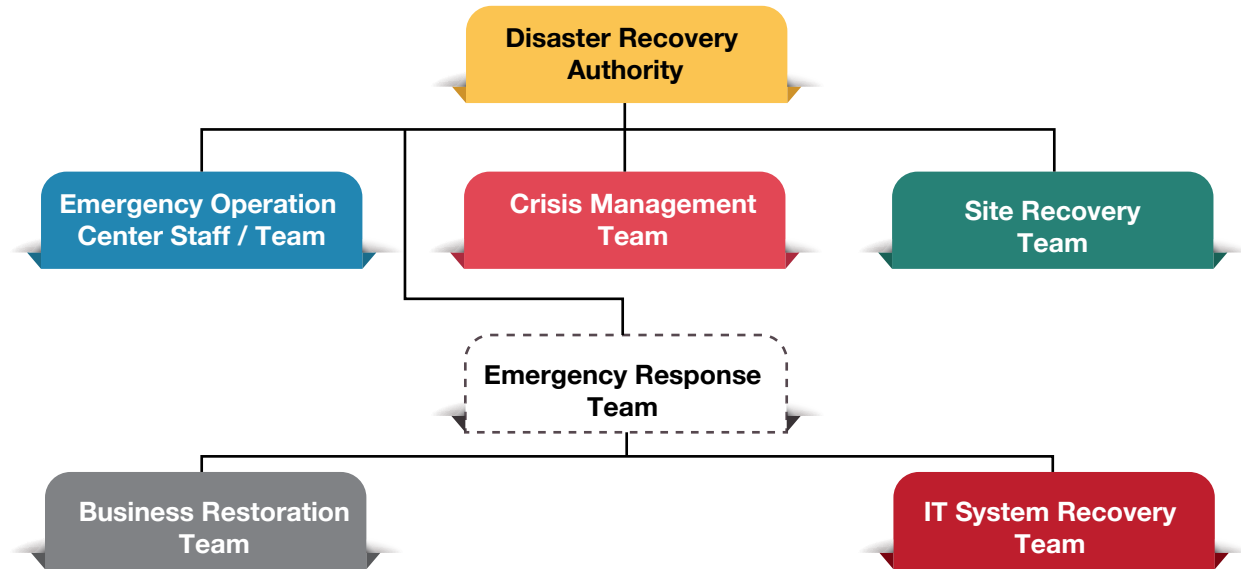 Disaster Recovery
Authority
Emergency Operation
Center Staff / Team
Crisis Management
Team
Site Recovery
Team
Emergency Response
Team
Business Restoration
Team
IT System Recovery
Team